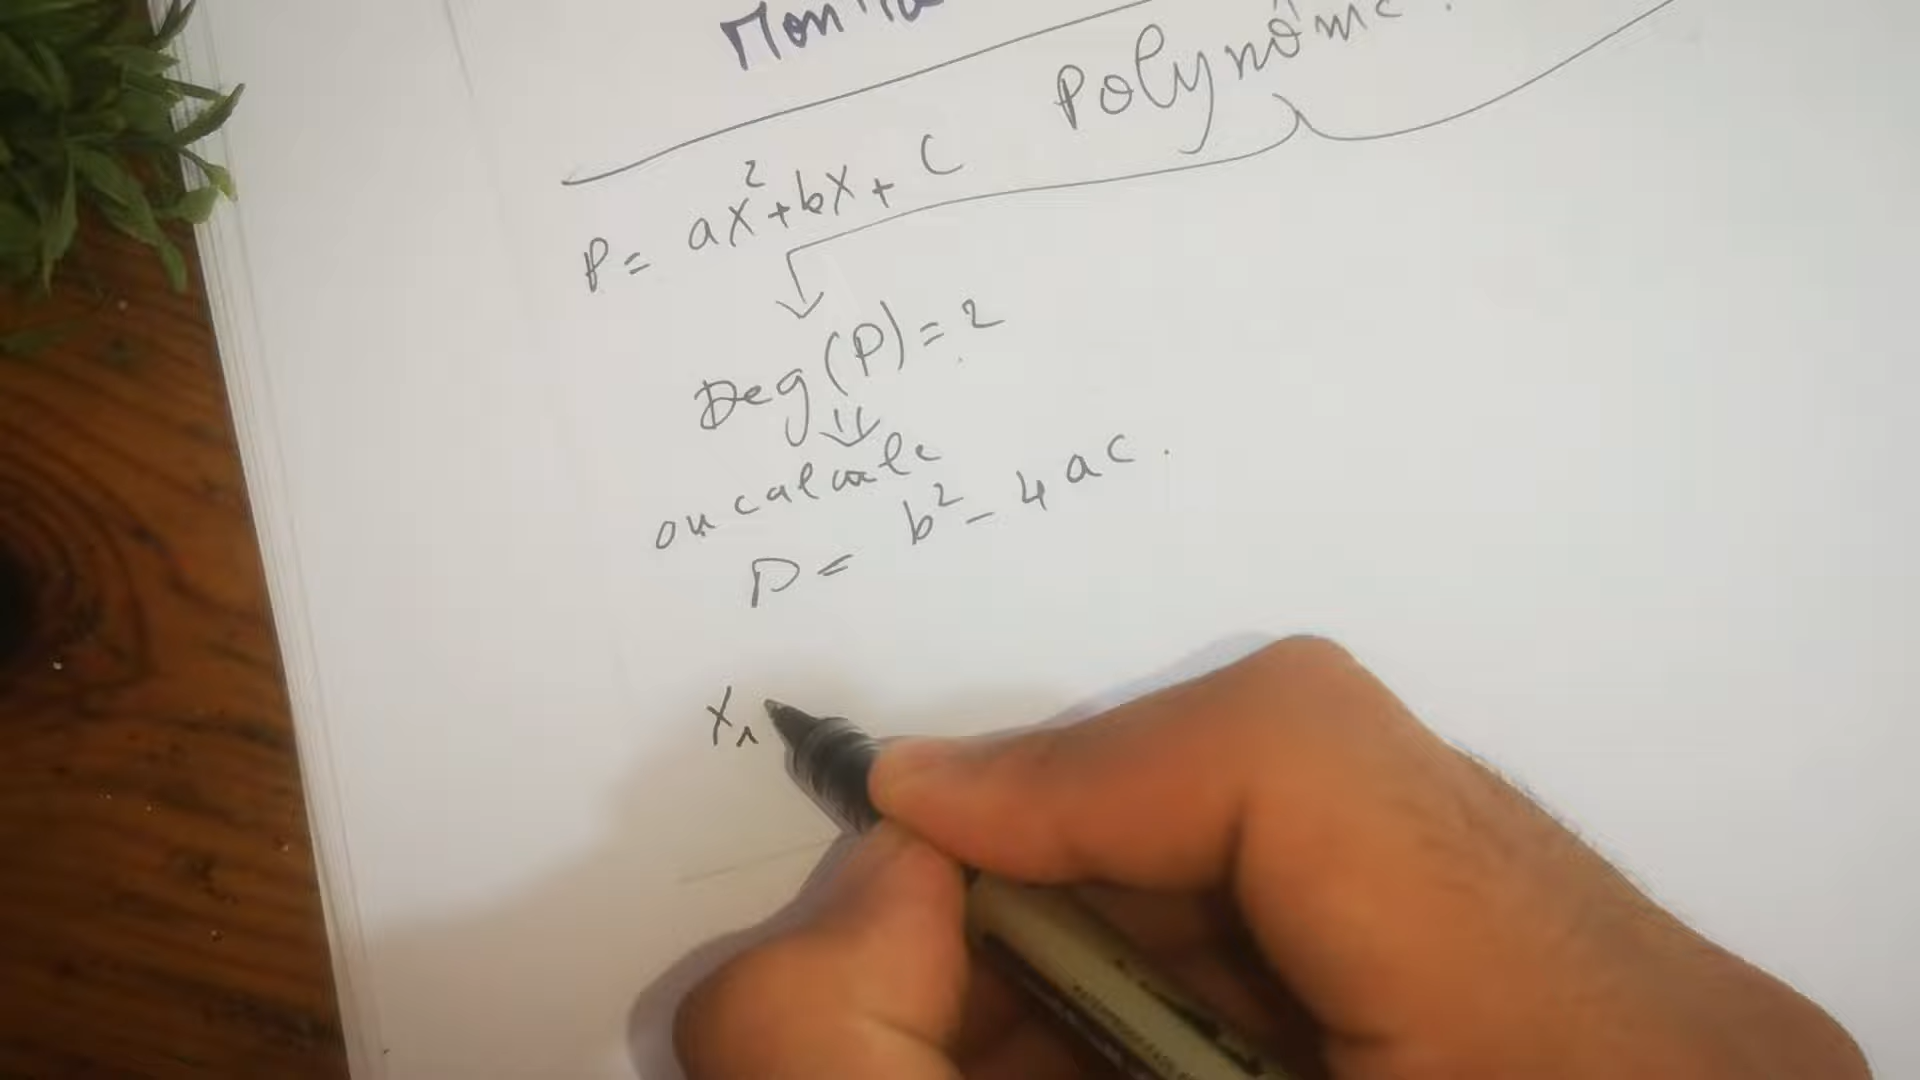 Polynôme.
P = aX²+bX+ C
Deg(P) = 2
on calcule
D = b² - 4ac.
X₁